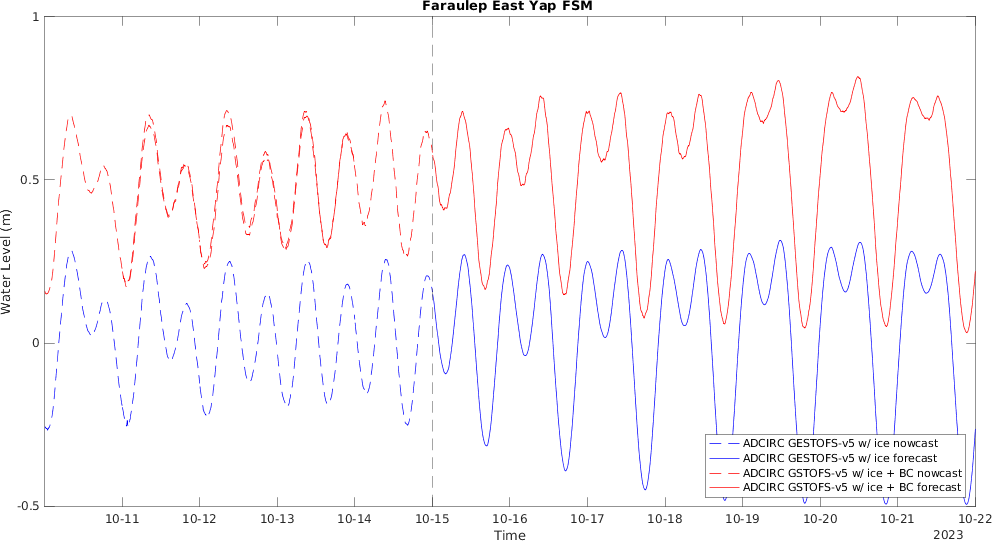 Faraulep East Yap FSM
1
0.5
0
-0.5
Water Level (m)
ADCIRC GESTOFS-v5 w/ ice nowcast
ADCIRC GESTOFS-v5 w/ ice forecast
ADCIRC GSTOFS-v5 w/ ice + BC nowcast
ADCIRC GSTOFS-v5 w/ ice + BC forecast
10-11 10-12 10-13 10-14 10-15 10-16 10-17 10-18 10-19 10-20 10-21 10-22
Time
2023